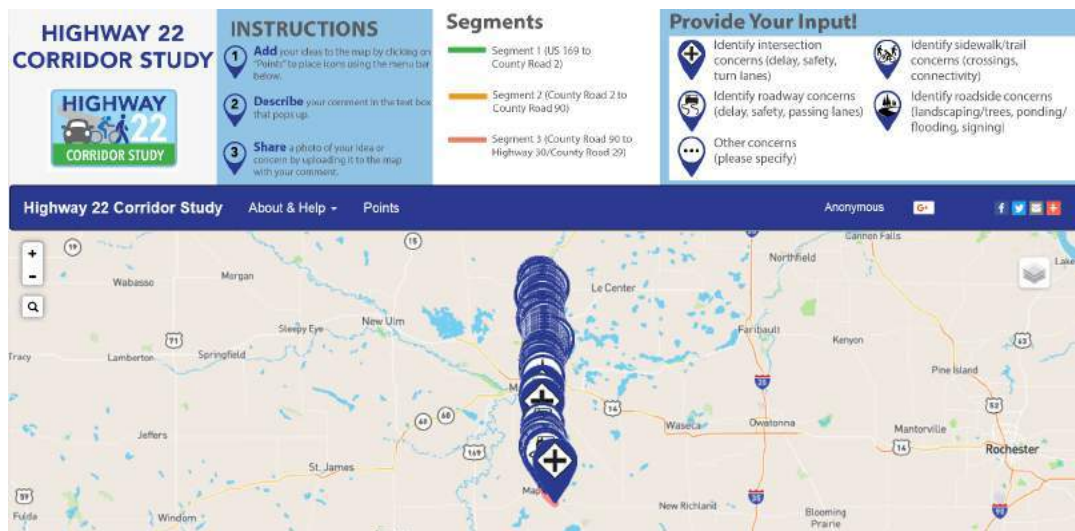 HIGHWAY 22
CORRIDOR STUDY
HIGHWAY
22
CORRIDOR STUDY
INSTRUCTIONS
1
Add your ideas to the map by clicking on
"Points" to place icons using the menu bar
below.
2
Describe your comment in the text box
that pops up.
3
Share a photo of your idea or
concern by uploading it to the map
with your comment.
Segments
Segment 1 (US 169 to
County Road 2)
Segment 2 (County Road 2 to
County Road 90)
Segment 3 (County Road 90 to
Highway 30/County Road 29)
Provide Your Input!
Identify intersection
concerns (delay, safety,
turn lanes)
Identify roadway concerns
(delay, safety, passing lanes)
Other concerns
(please specify)
Identify sidewalk/trail
concerns (crossings,
connectivity)
Identify roadside concerns
(landscaping/trees, ponding/
flooding, signing)
Highway 22 Corridor Study
About & Help
Points
Anonymous
G+
f
+
-
19
15
Cannon Falls
Northfield
Lake
Wabasso
Morgan
Le Center
New Ulm
Sleepy Eye
Faribault
Kenyon
71
63
Tracy
Lamberton
Springfield
35
Pine Island
M
14
52
60
60
Waseca
Owatonna
Mantorville
Jeffers
169
14
Rochester
St. James
Map
59
New Richland
35
90
Fulda
Windom
Blooming
Prairie